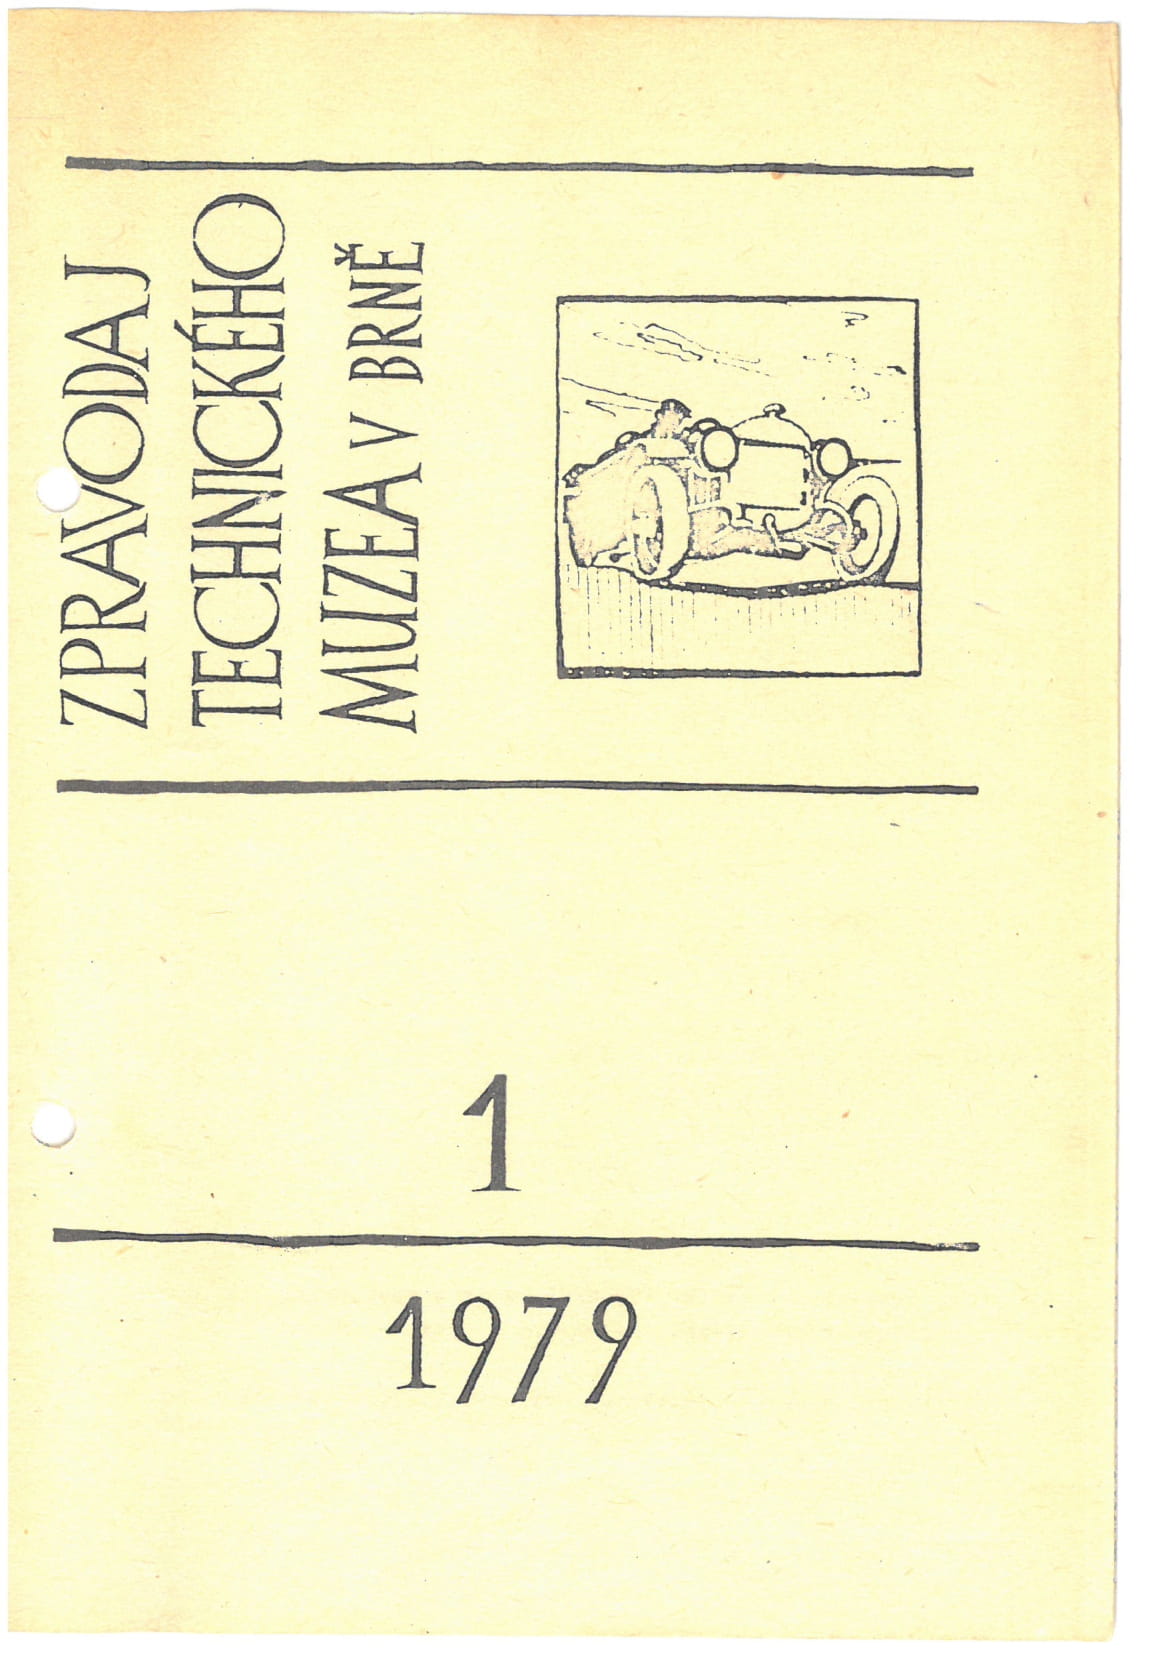 ZPRAVODAJ
TECHNICKÉHO
MUZEA V BRNĚ
1
1979